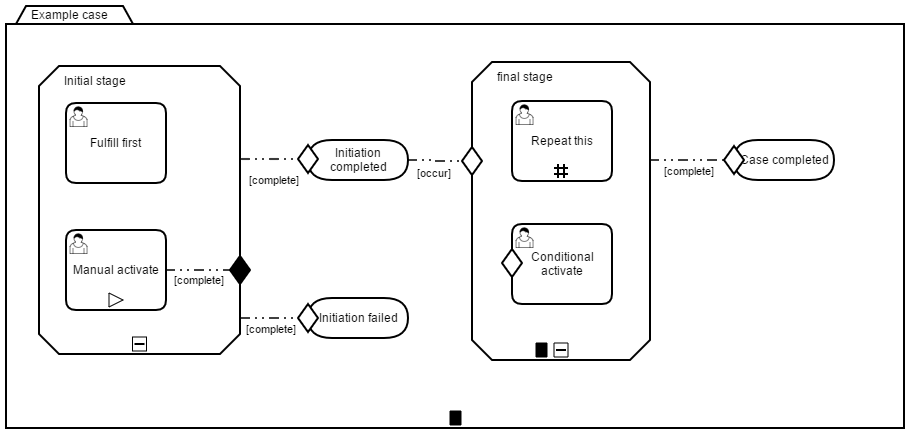 Example case
Initial stage
Fulfill first
Manual activate
[complete]
[complete]
Initiation
completed
[complete]
Initiation failed
[occur]
final stage
Repeat this
Conditional
activate
[complete]
Case completed